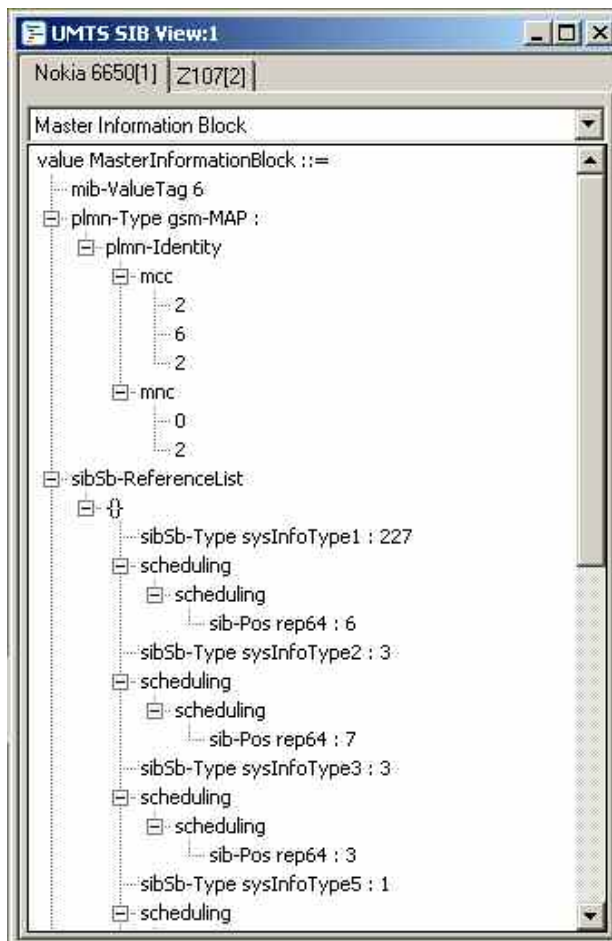 UMTS SIB View:1
Nokia 6650[1] Z107[2]
Master Information Block
value MasterInformationBlock ::=
mib-ValueTag 6
plmn-Type gsm-MAP :
plmn-Identity
mcc
2
6
2
mnc
0
2
sibSb-ReferenceList
{}
sibSb-Type sysInfoType1 : 227
scheduling
scheduling
sib-Pos rep64 : 6
sibSb-Type sysInfoType2 : 3
scheduling
scheduling
sib-Pos rep64 : 7
sibSb-Type sysInfoType3 : 3
scheduling
scheduling
sib-Pos rep64 : 3
sibSb-Type sysInfoType5 : 1
scheduling